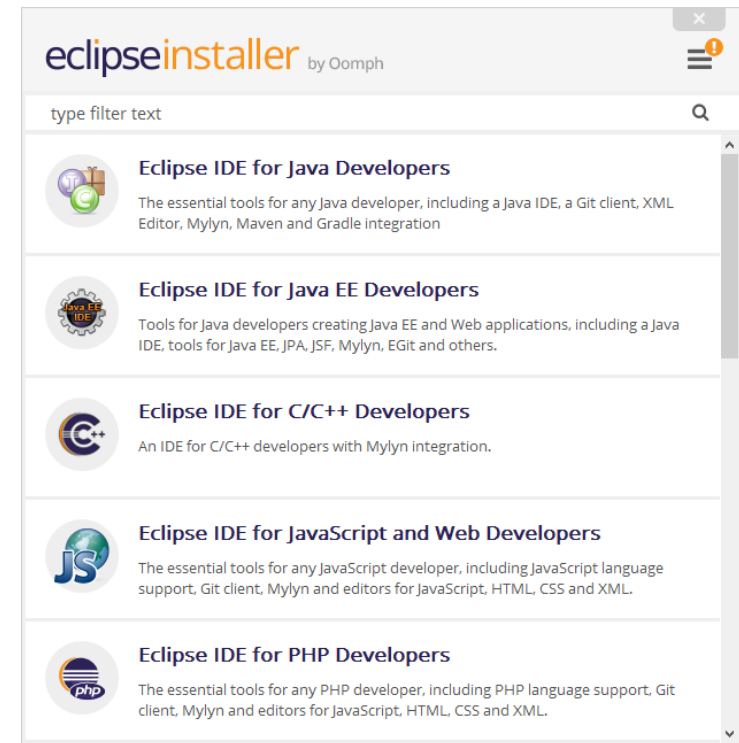 eclipseinstaller by Oomph
type filter text
Eclipse IDE for Java Developers
The essential tools for any Java developer, including a Java IDE, a Git client, XML
Editor, Mylyn, Maven and Gradle integration
Java EE
IDE
Eclipse IDE for Java EE Developers
Tools for Java developers creating Java EE and Web applications, including a Java
IDE, tools for Java EE, JPA, JSF, Mylyn, EGit and others.
C++
Eclipse IDE for C/C++ Developers
An IDE for C/C++ developers with Mylyn integration.
JS
Eclipse IDE for JavaScript and Web Developers
The essential tools for any JavaScript developer, including JavaScript language
support, Git client, Mylyn and editors for JavaScript, HTML, CSS and XML.
php
Eclipse IDE for PHP Developers
The essential tools for any PHP developer, including PHP language support, Git
client, Mylyn and editors for JavaScript, HTML, CSS and XML.